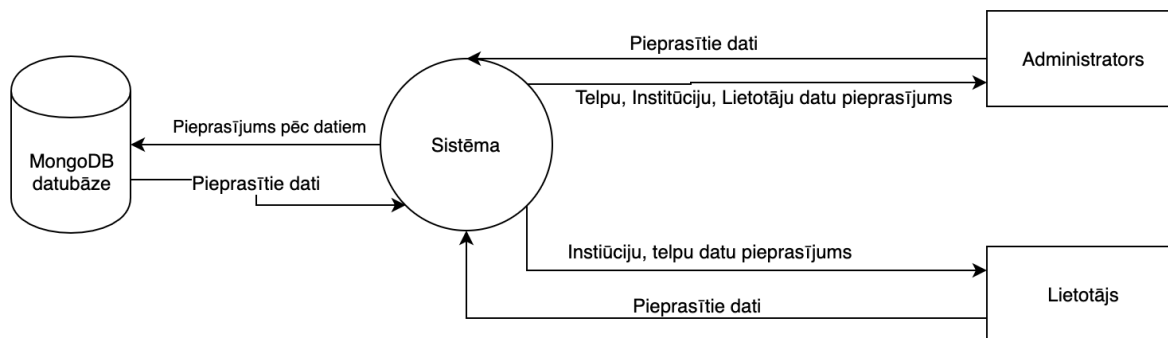 Pieprasītie dati
Administrators
Telpu, Institūciju, Lietotāju datu pieprasījums
Pieprasījums pēc datiem
Sistēma
MongoDB
datubāze
Pieprasītie dati
Instiūciju, telpu datu pieprasījums
Lietotājs
Pieprasītie dati